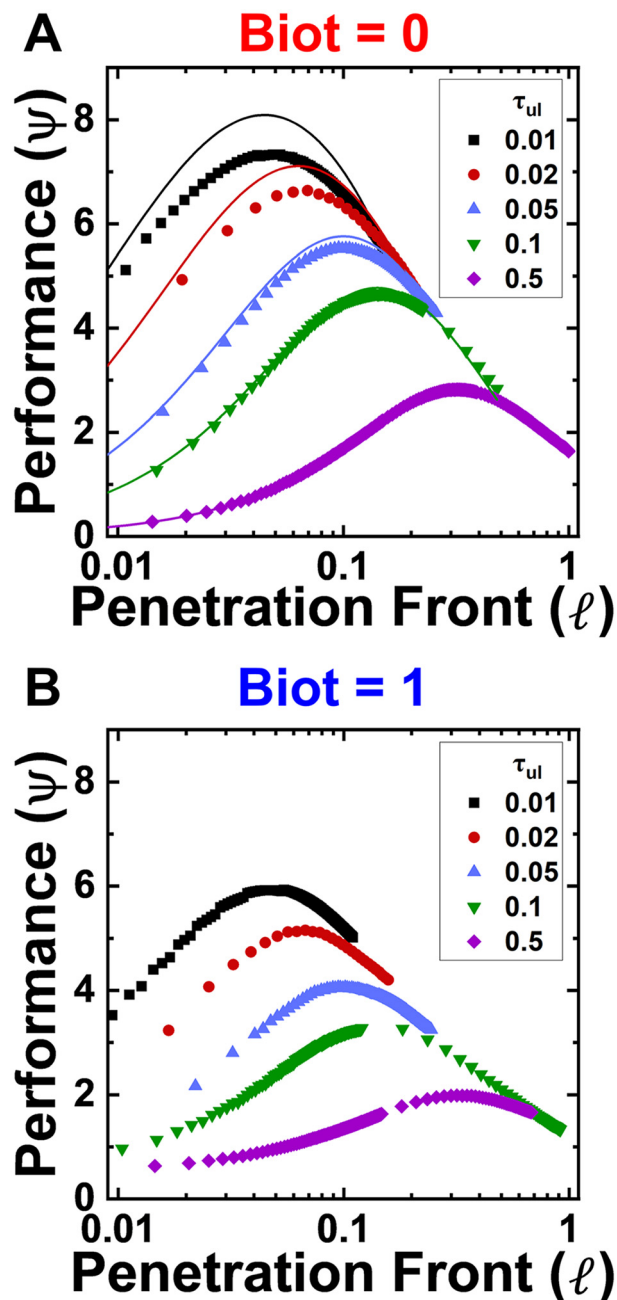 A
Biot = 0
Performance (ψ)
8
6
4
2
0
τul
0.01
0.02
0.05
0.1
0.5
0.01
0.1
1
Penetration Front (ℓ)
B
Biot = 1
Performance (ψ)
8
6
4
2
0
τul
0.01
0.02
0.05
0.1
0.5
0.01
0.1
1
Penetration Front (ℓ)